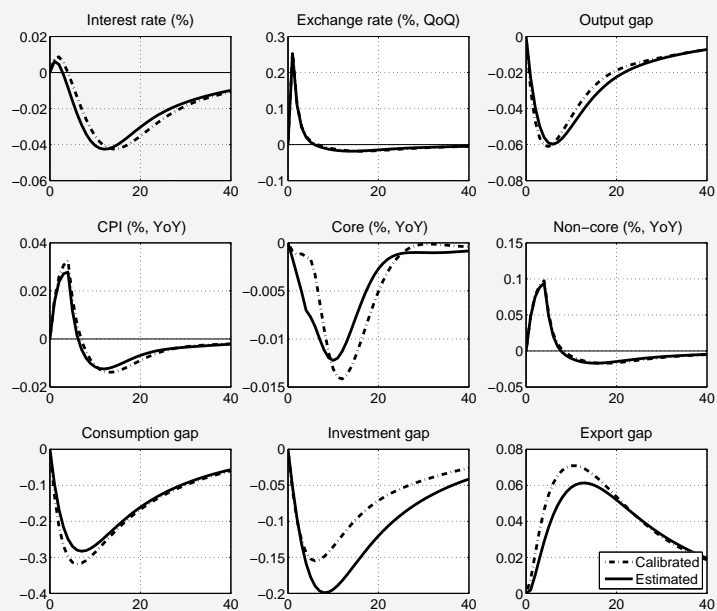 Interest rate (%)
Exchange rate (%, QoQ)
Output gap
0.02
0
−0.02
−0.04
−0.06
0 20 40
0.3
0.2
0.1
0
−0.1
0 20 40
0
−0.02
−0.04
−0.06
−0.08
0 20 40
CPI (%, YoY)
Core (%, YoY)
Non−core (%, YoY)
0.04
0.02
0
−0.02
0 20 40
0
−0.005
−0.01
−0.015
0 20 40
0.15
0.1
0.05
0
−0.05
0 20 40
Consumption gap
Investment gap
Export gap
0
−0.1
−0.2
−0.3
−0.4
0 20 40
0
−0.05
−0.1
−0.15
−0.2
0 20 40
0.08
0.06
0.04
0.02
0
0 20 40
Calibrated
Estimated